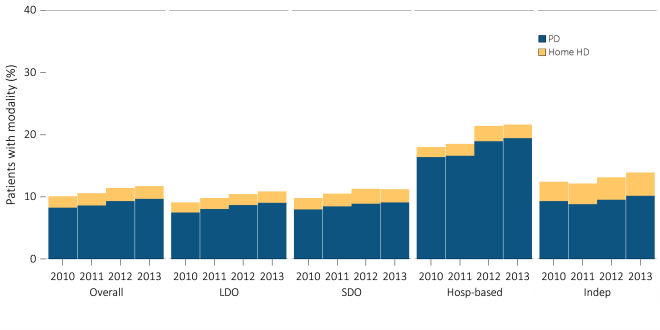 40
PD
Home HD
30
20
10
0
Patients with modality (%)
2010 2011 2012 2013 2010 2011 2012 2013 2010 2011 2012 2013 2010 2011 2012 2013 2010 2011 2012 2013
Overall LDO SDO Hosp-based Indep